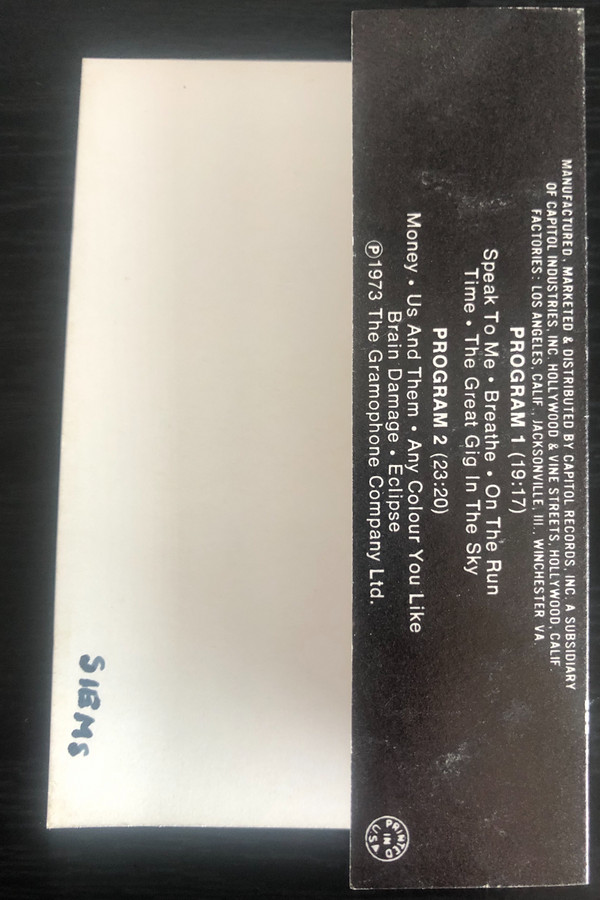 MANUFACTURED, MARKETED & DISTRIBUTED BY CAPITOL RECORDS, INC. A SUBSIDIARY
OF CAPITOL INDUSTRIES, INC. HOLLYWOOD & VINE STREETS, HOLLYWOOD, CALIF.
FACTORIES: LOS ANGELES, CALIF., JACKSONVILLE, Ill., WINCHESTER VA.
PROGRAM 1 (19:17)
Speak To Me • Breathe • On The Run
Time • The Great Gig In The Sky
PROGRAM 2 (23:20)
Money • Us And Them • Any Colour You Like
Brain Damage • Eclipse
℗1973 The Gramophone Company Ltd.
PRINTED IN USA
SIEMS